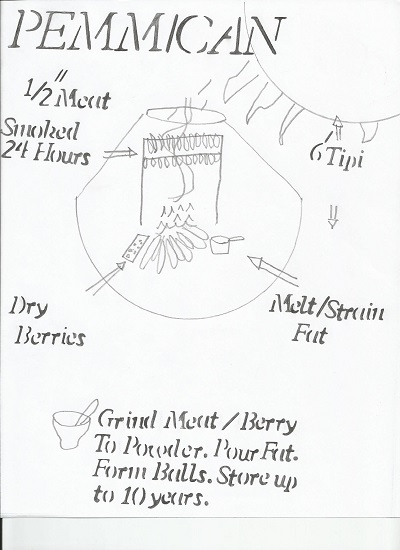 PEMMICAN
1/2" Meat
Smoked
24 Hours
6' Tipi
Dry
Berries
Melt/Strain
Fat
Grind Meat / Berry
To Powder. Pour Fat.
Form Balls. Store up
to 10 years.